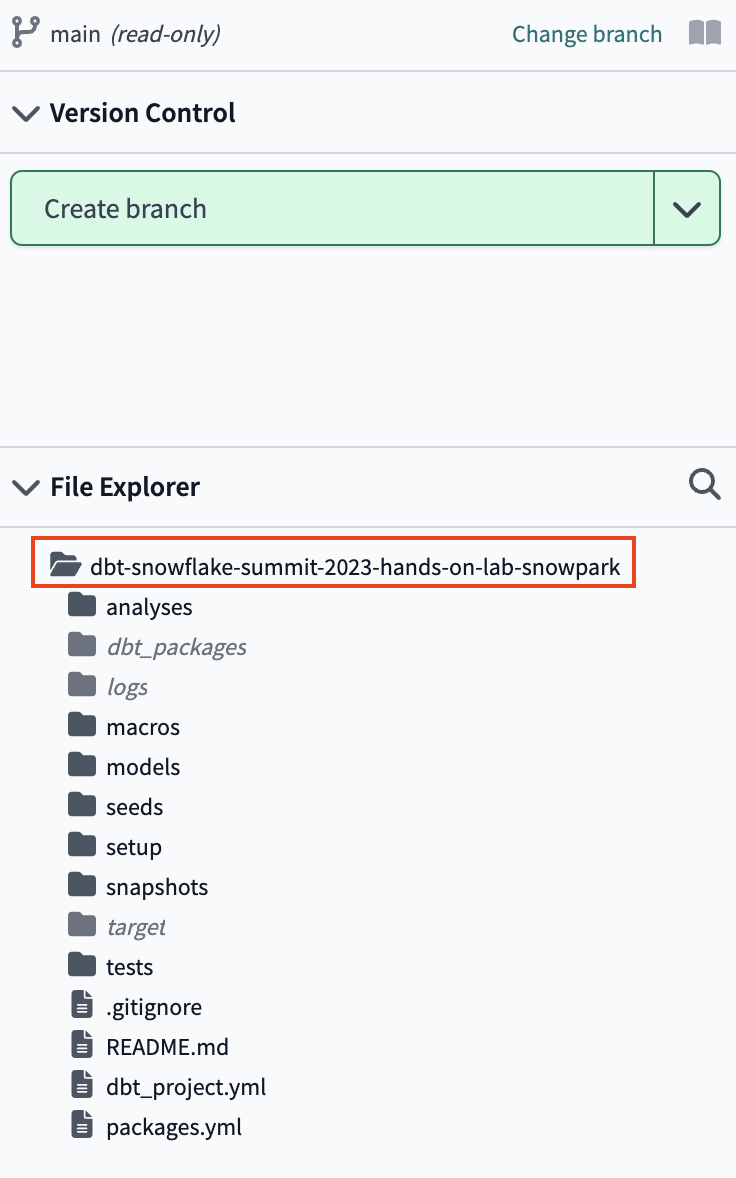 main (read-only)
Change branch
Version Control
Create branch
File Explorer
dbt-snowflake-summit-2023-hands-on-lab-snowpark
analyses
dbt_packages
logs
macros
models
seeds
setup
snapshots
target
tests
.gitignore
README.md
dbt_project.yml
packages.yml